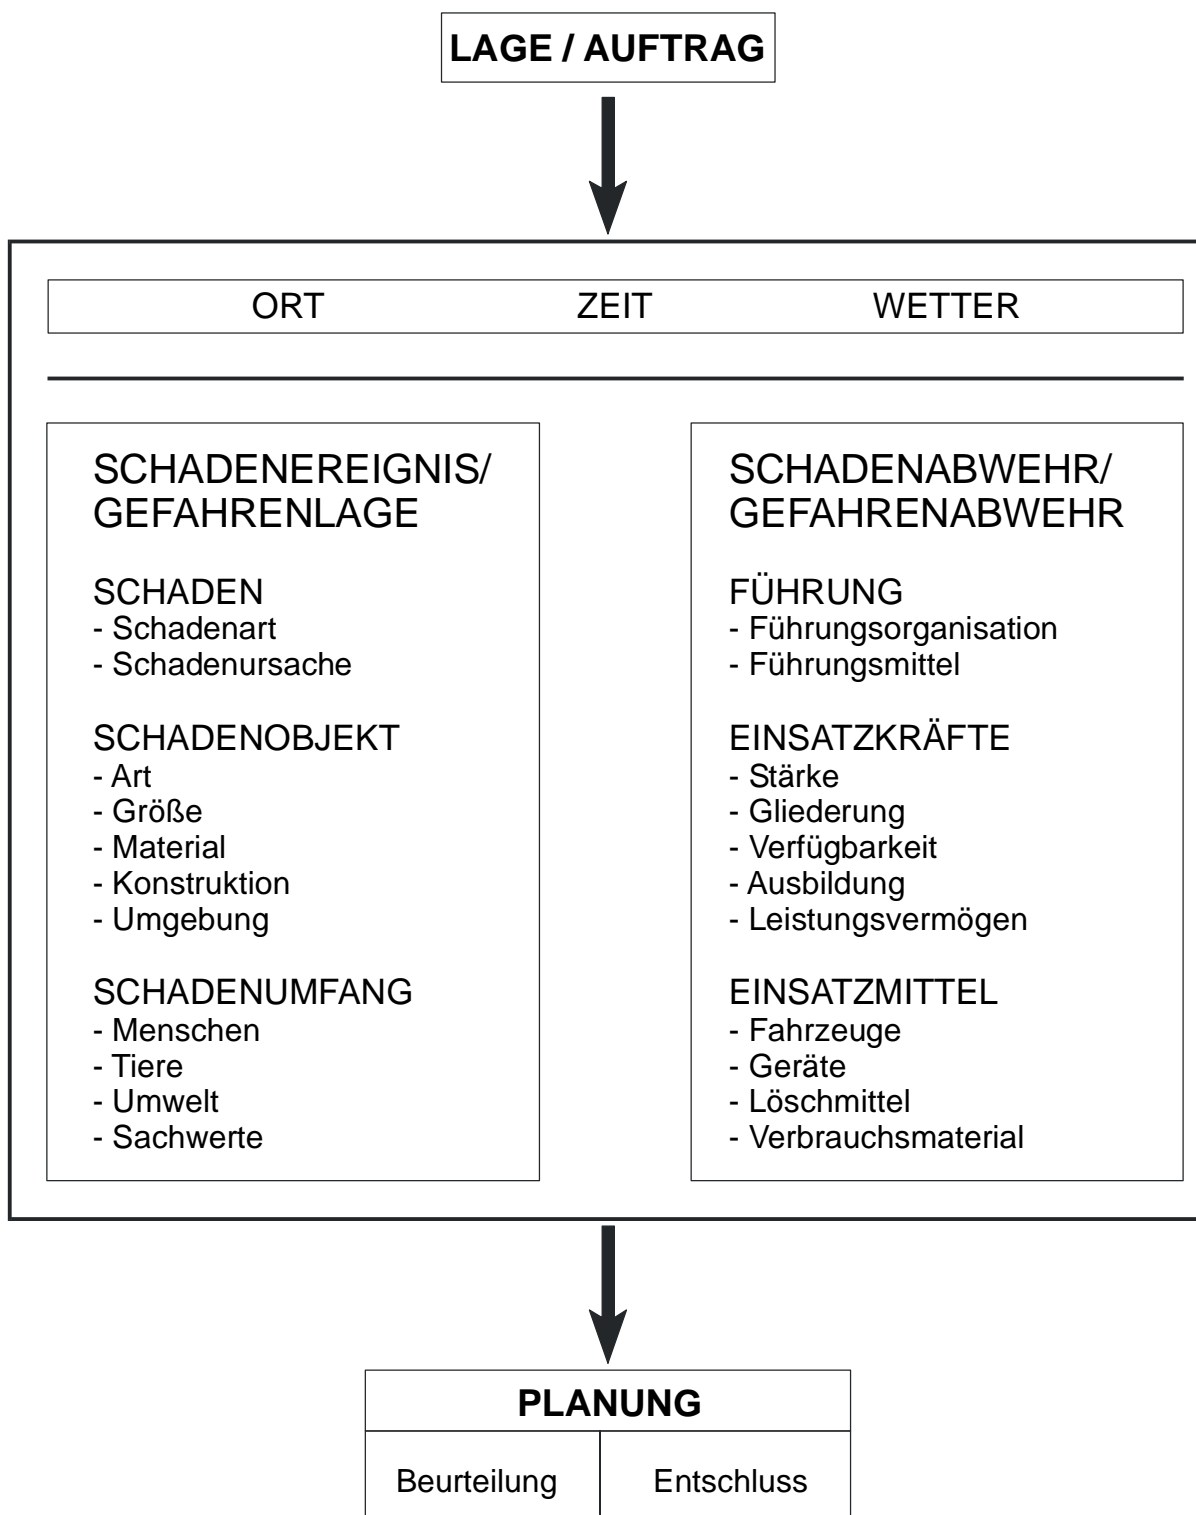 LAGE / AUFTRAG
ORT ZEIT WETTER
SCHADENEREIGNIS/
GEFAHRENLAGE
SCHADEN
- Schadenart
- Schadenursache
SCHADENOBJEKT
- Art
- Größe
- Material
- Konstruktion
- Umgebung
SCHADENUMFANG
- Menschen
- Tiere
- Umwelt
- Sachwerte
SCHADENABWEHR/
GEFAHRENABWEHR
FÜHRUNG
- Führungsorganisation
- Führungsmittel
EINSATZKRÄFTE
- Stärke
- Gliederung
- Verfügbarkeit
- Ausbildung
- Leistungsvermögen
EINSATZMITTEL
- Fahrzeuge
- Geräte
- Löschmittel
- Verbrauchsmaterial
PLANUNG
Beurteilung Entschluss